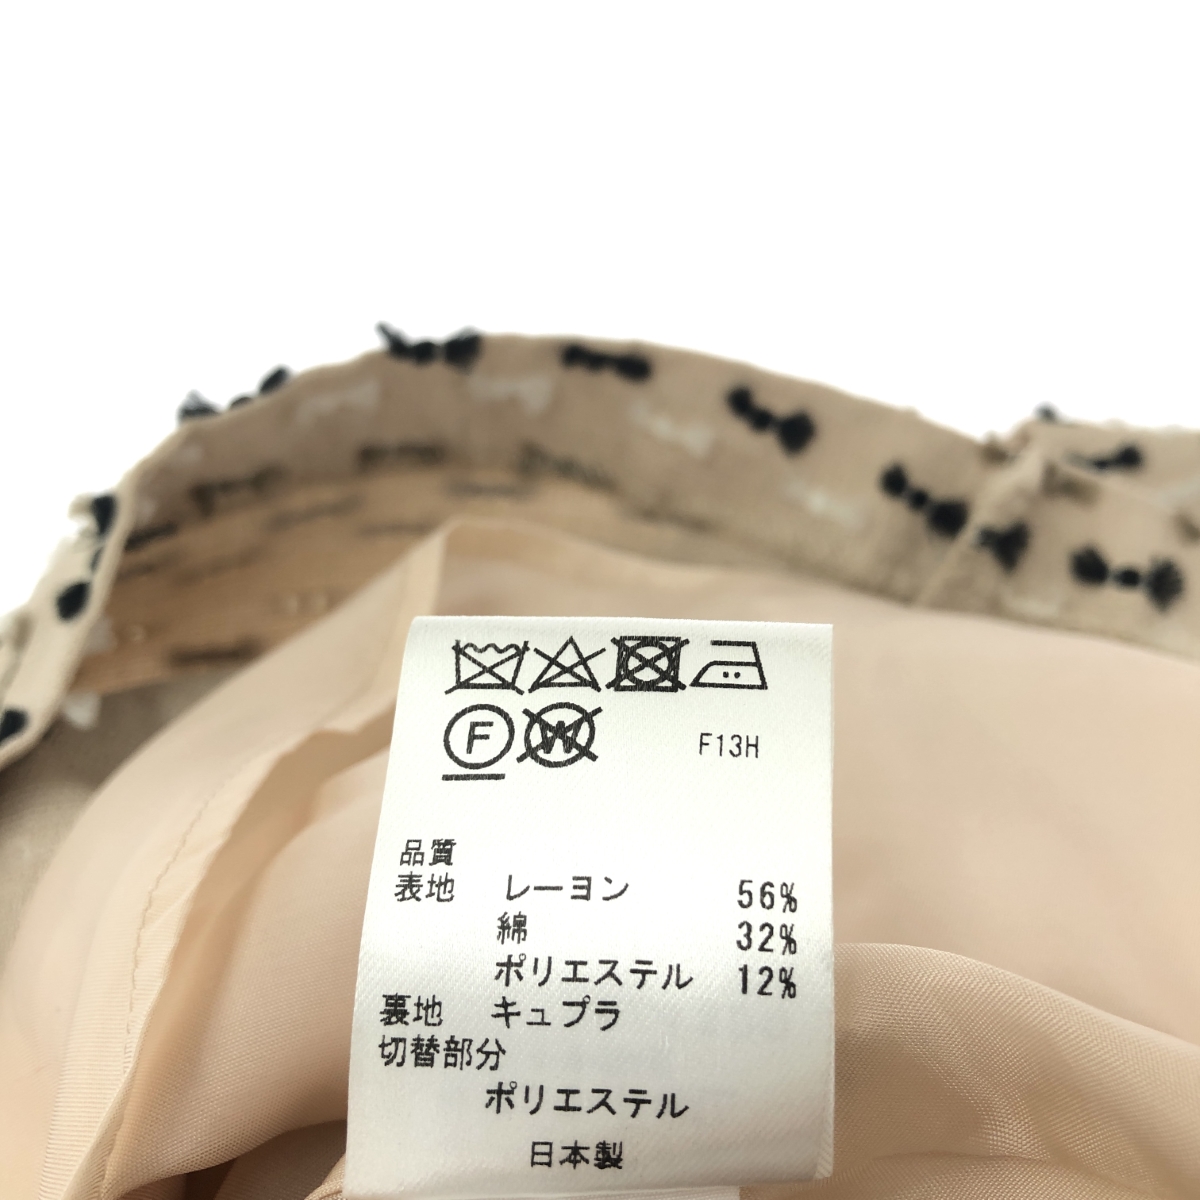 F W F13H
品質
表地 レーヨン 56%
綿 32%
ポリエステル 12%
裏地 キュプラ
切替部分
ポリエステル
日本製